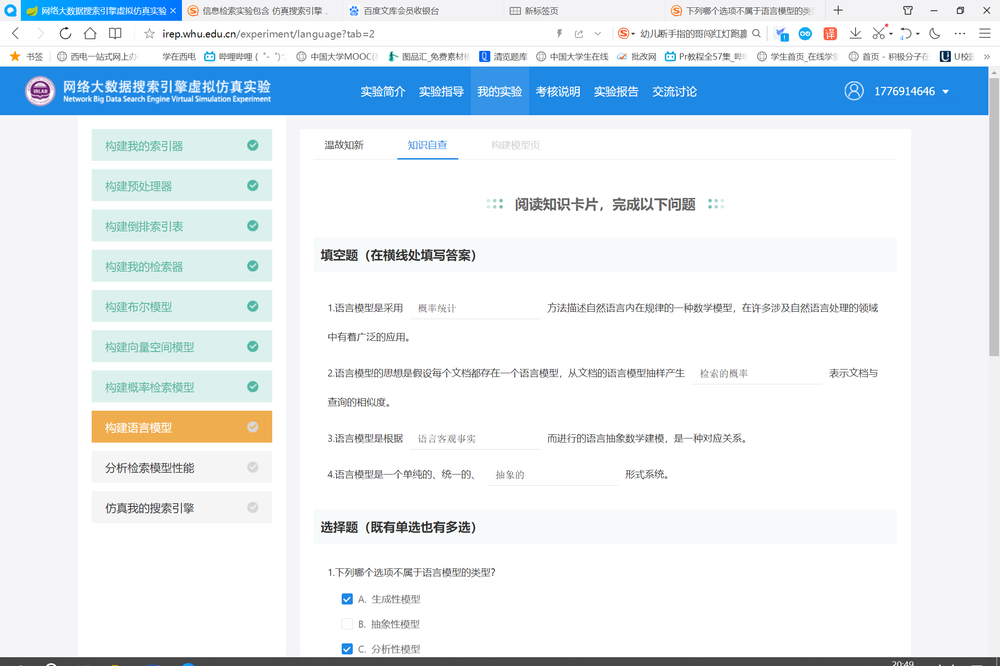 网络大数据搜索引擎虚拟仿真实验
信息检索实验包含 仿真搜索引擎 、
百度文库会员收银台
新标签页
下列哪个选项不属于语言模型的类
irep.whu.edu.cn/experiment/language?tab=2
幼儿断手指的哥闯红灯跑赢
译
4
书签
西电一站式网上办
学在西电
哔哩哔哩 ( ゜- ゜)つ
中国大学MOOC(
图品汇_免费素材
清览题库
中国大学生在线
批改网
Pr教程全57集_哔
学生首页_在线学
首页 - 积极分子在
U校园
IRLAB
网络大数据搜索引擎虚拟仿真实验
Network Big Data Search Engine Virtual Simulation Experiment
实验简介
实验指导
我的实验
考核说明
实验报告
交流讨论
1776914646
构建我的索引器
构建预处理器
构建倒排索引表
构建我的检索器
构建布尔模型
构建向量空间模型
构建概率检索模型
构建语言模型
分析检索模型性能
仿真我的搜索引擎
温故知新
知识自查
构建模型页
阅读知识卡片，完成以下问题
填空题（在横线处填写答案）
1.语言模型是采用 概率统计 方法描述自然语言内在规律的一种数学模型，在许多涉及自然语言处理的领域
中有着广泛的应用。
2.语言模型的思想是假设每个文档都存在一个语言模型，从文档的语言模型抽样产生 检索的概率 表示文档与
查询的相似度。
3.语言模型是根据 语言客观事实 而进行的语言抽象数学建模，是一种对应关系。
4.语言模型是一个单纯的、统一的、 抽象的 形式系统。
选择题（既有单选也有多选）
1.下列哪个选项不属于语言模型的类型？
A. 生成性模型
B. 抽象性模型
C. 分析性模型
20:49